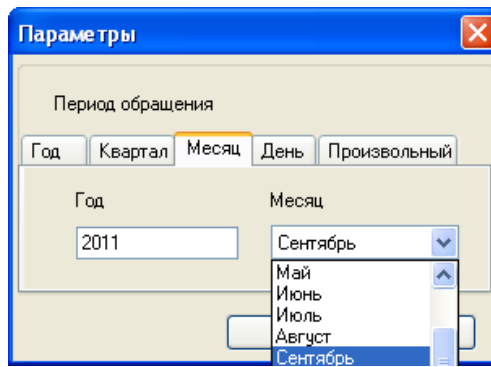 Параметры
Период обращения
Год Квартал Месяц День Произвольный
Год Месяц
2011 Сентябрь
Май
Июнь
Июль
Август
Сентябрь